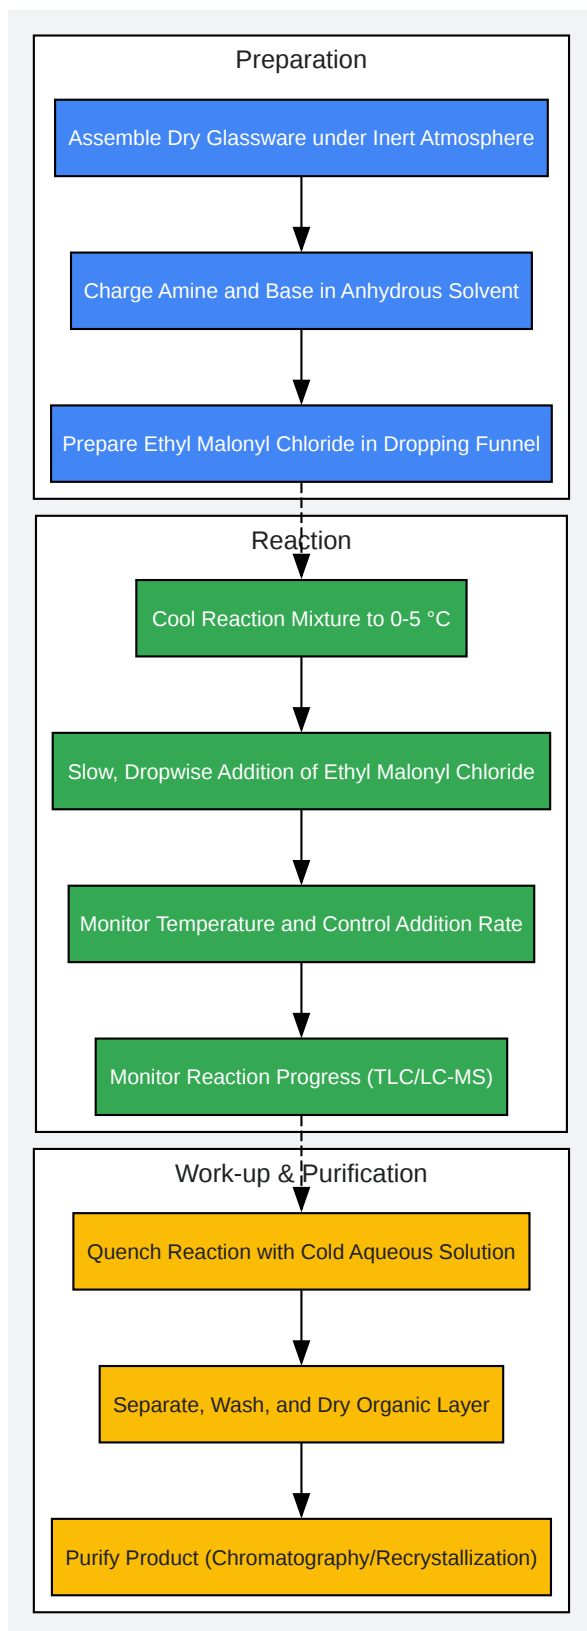 Preparation
Assemble Dry Glassware under Inert Atmosphere
Charge Amine and Base in Anhydrous Solvent
Prepare Ethyl Malonyl Chloride in Dropping Funnel
Reaction
Cool Reaction Mixture to 0-5 °C
Slow, Dropwise Addition of Ethyl Malonyl Chloride
Monitor Temperature and Control Addition Rate
Monitor Reaction Progress (TLC/LC-MS)
Work-up & Purification
Quench Reaction with Cold Aqueous Solution
Separate, Wash, and Dry Organic Layer
Purify Product (Chromatography/Recrystallization)